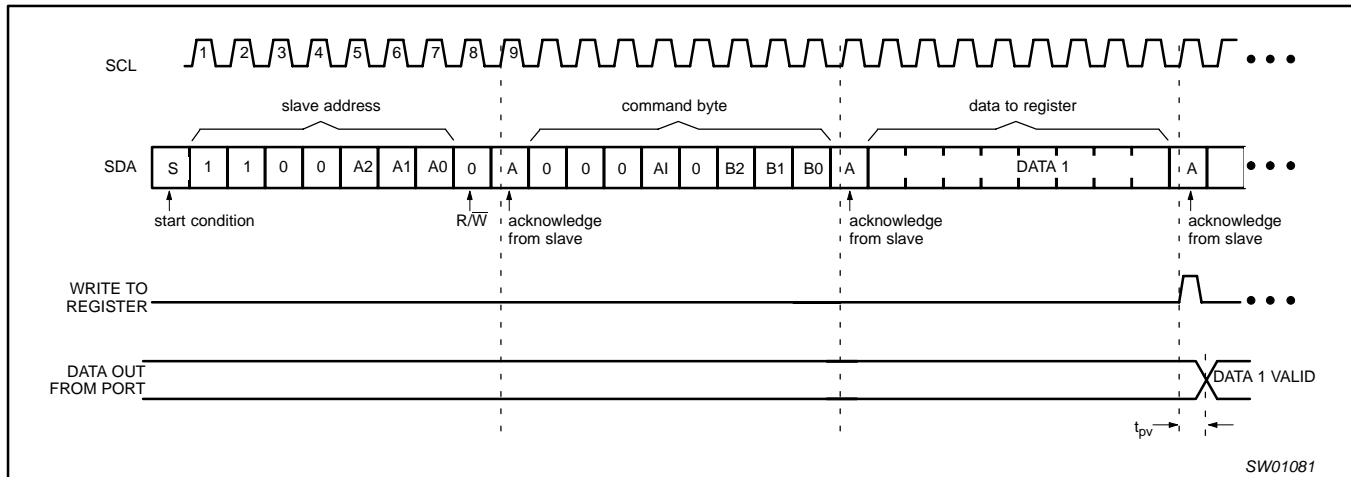 SCL 1 2 3 4 5 6 7 8 9
slave address command byte data to register
SDA S 1 1 0 0 A2 A1 A0 0 A 0 0 0 AI 0 B2 B1 B0 A DATA 1 A
start condition R/W̅ acknowledge from slave acknowledge from slave acknowledge from slave
WRITE TO
REGISTER
DATA OUT
FROM PORT
DATA 1 VALID
tpv
SW01081